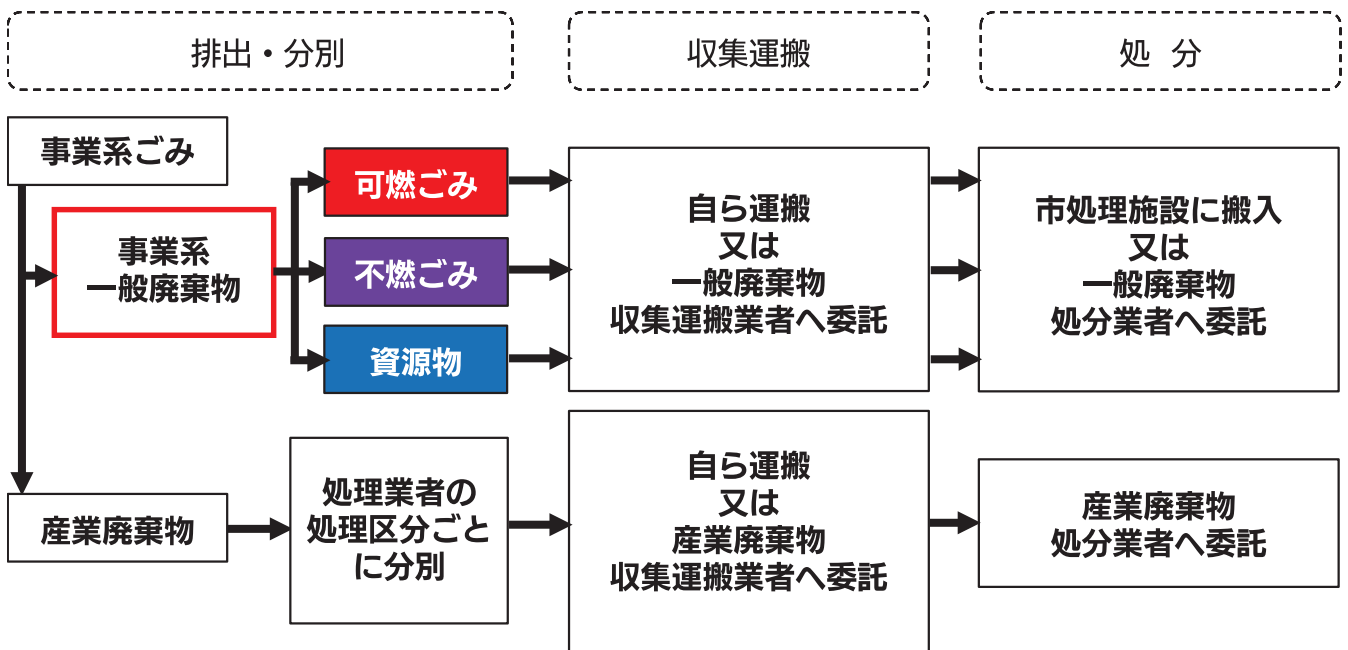 排出・分別
収集運搬
処 分
事業系ごみ
事業系
一般廃棄物
可燃ごみ
不燃ごみ
資源物
自ら運搬
又は
一般廃棄物
収集運搬業者へ委託
市処理施設に搬入
又は
一般廃棄物
処分業者へ委託
産業廃棄物
処理業者の
処理区分ごと
に分別
自ら運搬
又は
産業廃棄物
収集運搬業者へ委託
産業廃棄物
処分業者へ委託